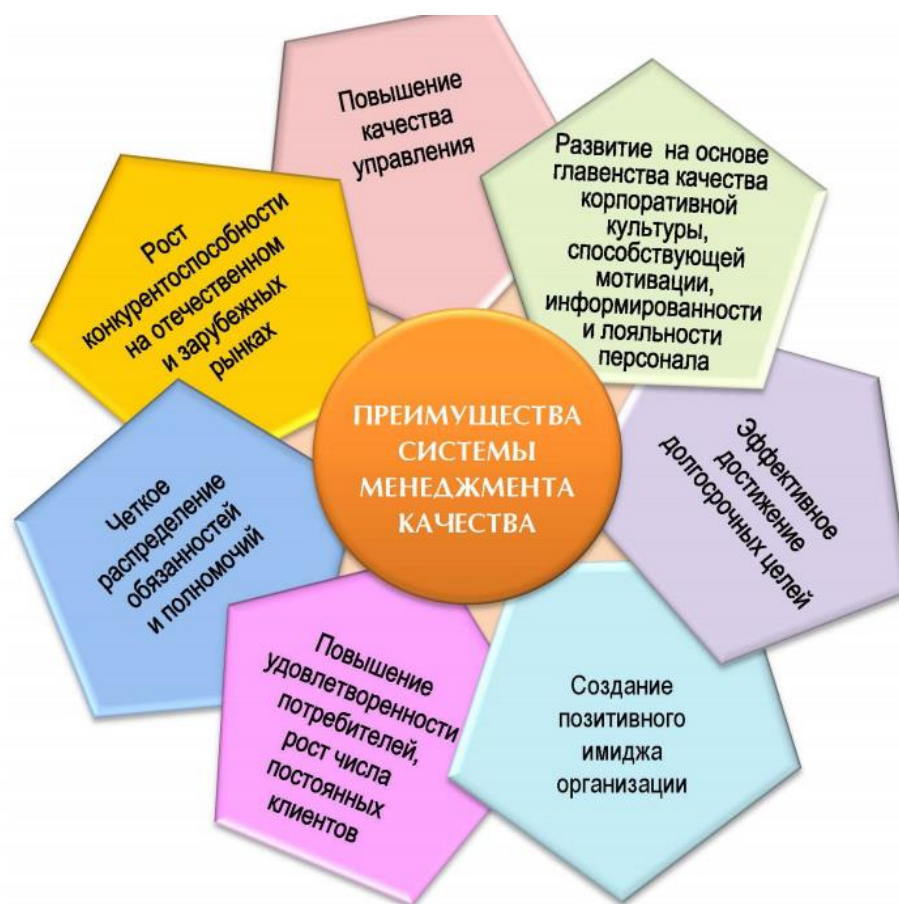 Повышение
качества
управления
Развитие на основе
главенства качества
корпоративной
культуры,
способствующей
мотивации,
информированности
и лояльности
персонала
Эффективное
достижение
долгосрочных целей
Создание
позитивного
имиджа
организации
Повышение
удовлетворенности
потребителей,
рост числа
постоянных
клиентов
Четкое
распределение
обязанностей
и полномочий
Рост
конкурентоспособности
на отечественном
и зарубежных
рынках
ПРЕИМУЩЕСТВА
СИСТЕМЫ
МЕНЕДЖМЕНТА
КАЧЕСТВА